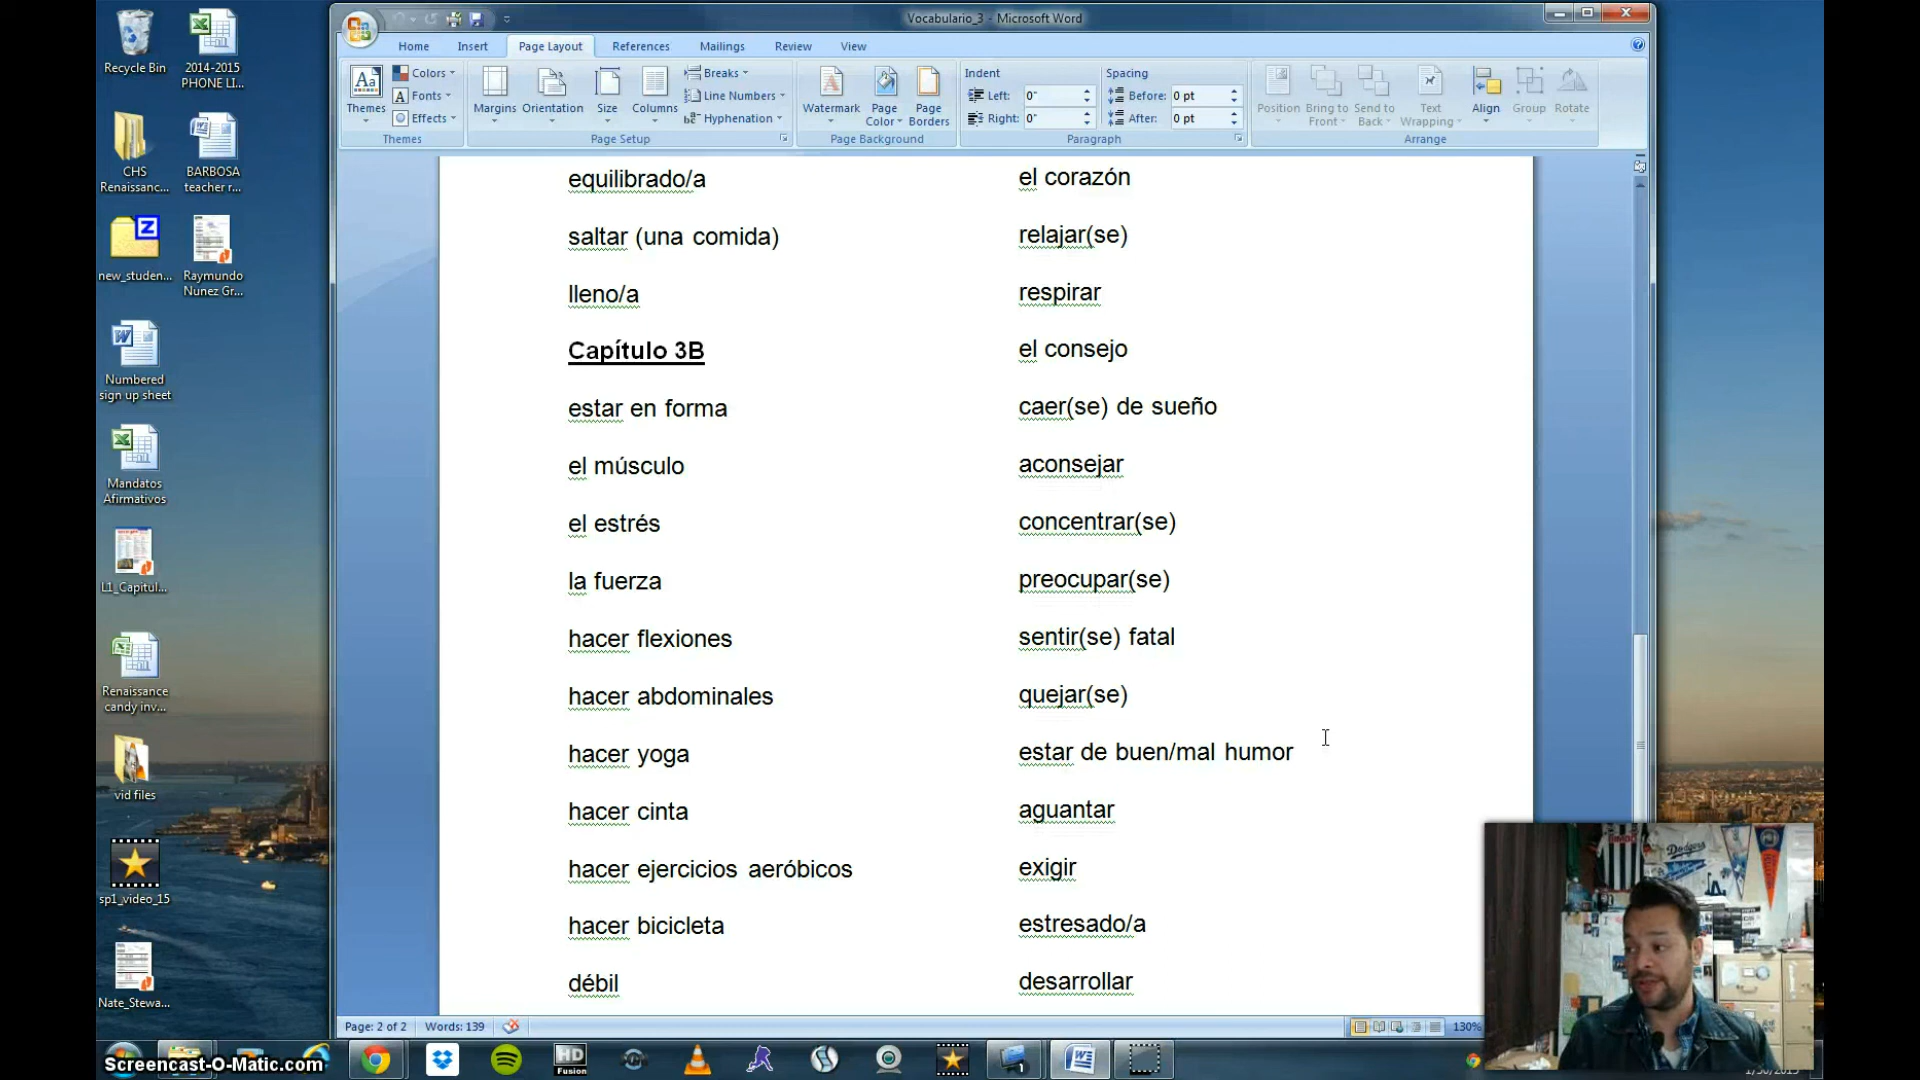 Vocabulario_3 - Microsoft Word
Home Insert Page Layout References Mailings Review View
Themes
Colors
Fonts
Effects
Themes
Margins Orientation Size Columns
Breaks
Line Numbers
Hyphenation
Page Setup
Watermark Page Color Page Borders
Page Background
Indent
Left: 0"
Right: 0"
Spacing
Before: 0 pt
After: 0 pt
Paragraph
Position Bring to Front Send to Back Text Wrapping Align Group Rotate
Arrange
Recycle Bin
2014-2015 PHONE LI...
CHS Renaissanc...
BARBOSA teacher r...
new_studen...
Raymundo Nunez Gr...
Numbered sign up sheet
Mandatos Afirmativos
L1_Capitul...
Renaissance candy inv...
vid files
sp1_video_15
Nate_Stewa...
equilibrado/a
saltar (una comida)
lleno/a
Capítulo 3B
estar en forma
el músculo
el estrés
la fuerza
hacer flexiones
hacer abdominales
hacer yoga
hacer cinta
hacer ejercicios aeróbicos
hacer bicicleta
débil
el corazón
relajar(se)
respirar
el consejo
caer(se) de sueño
aconsejar
concentrar(se)
preocupar(se)
sentir(se) fatal
quejar(se)
estar de buen/mal humor
aguantar
exigir
estresado/a
desarrollar
Dodgers
Page: 2 of 2 Words: 139
130%
Screencast-O-Matic.com
HD
Fusion